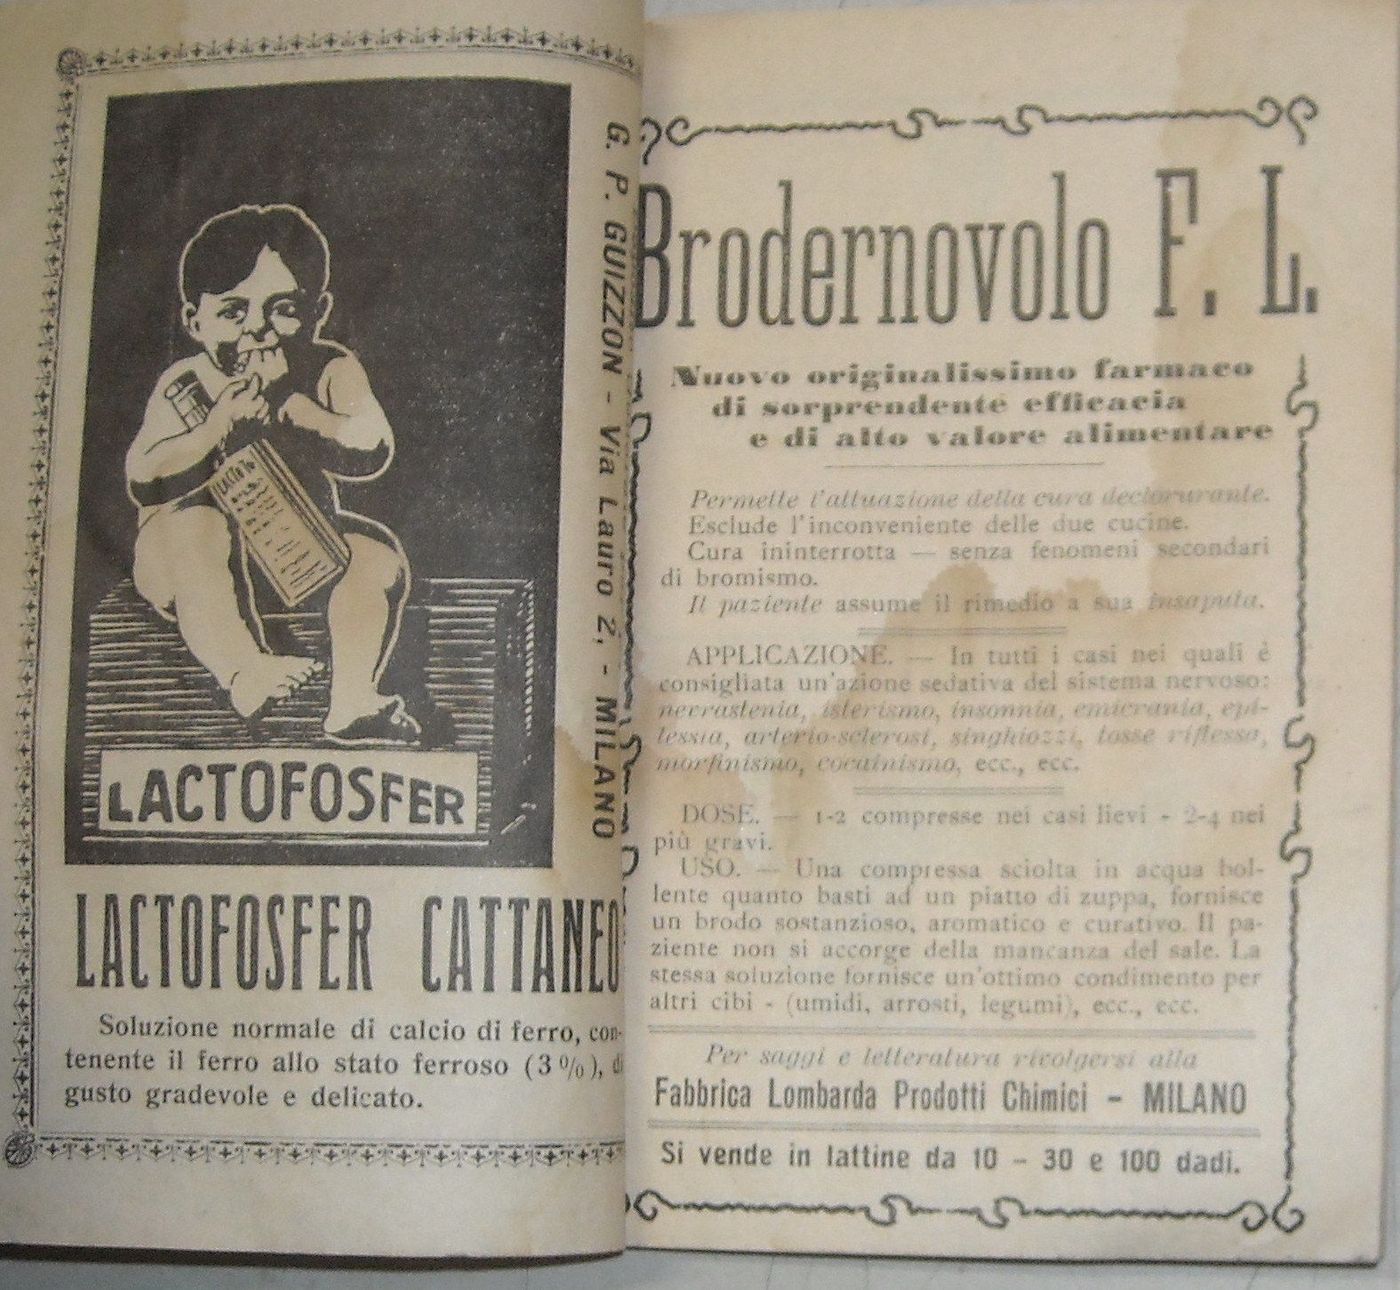 LACTOFOSFER
LACTOFOSFER CATTANEO
Soluzione normale di calcio di ferro, con-
tenente il ferro allo stato ferroso (3 %), di
gusto gradevole e delicato.
G. P. GUIZZON - Via Lauro 2, - MILANO
Brodernovolo F. L.
Nuovo originalissimo farmaco
di sorprendente efficacia
e di alto valore alimentare
Permette l'attuazione della cura declorurante.
Esclude l'inconveniente delle due cucine.
Cura ininterrotta — senza fenomeni secondari
di bromismo.
Il paziente assume il rimedio a sua insaputa.
APPLICAZIONE. — In tutti i casi nei quali è
consigliata un'azione sedativa del sistema nervoso:
nevrastenia, isterismo, insonnia, emicrania, epi-
lessia, arterio-sclerosi, singhiozzi, tosse riflessa,
morfinismo, cocainismo, ecc., ecc.
DOSE. — 1-2 compresse nei casi lievi - 2-4 nei
più gravi.
USO. — Una compressa sciolta in acqua bol-
lente quanto basti ad un piatto di zuppa, fornisce
un brodo sostanzioso, aromatico e curativo. Il pa-
ziente non si accorge della mancanza del sale. La
stessa soluzione fornisce un'ottimo condimento per
altri cibi - (umidi, arrosti, legumi), ecc., ecc.
Per saggi e letteratura rivolgersi alla
Fabbrica Lombarda Prodotti Chimici - MILANO
Si vende in lattine da 10 - 30 e 100 dadi.